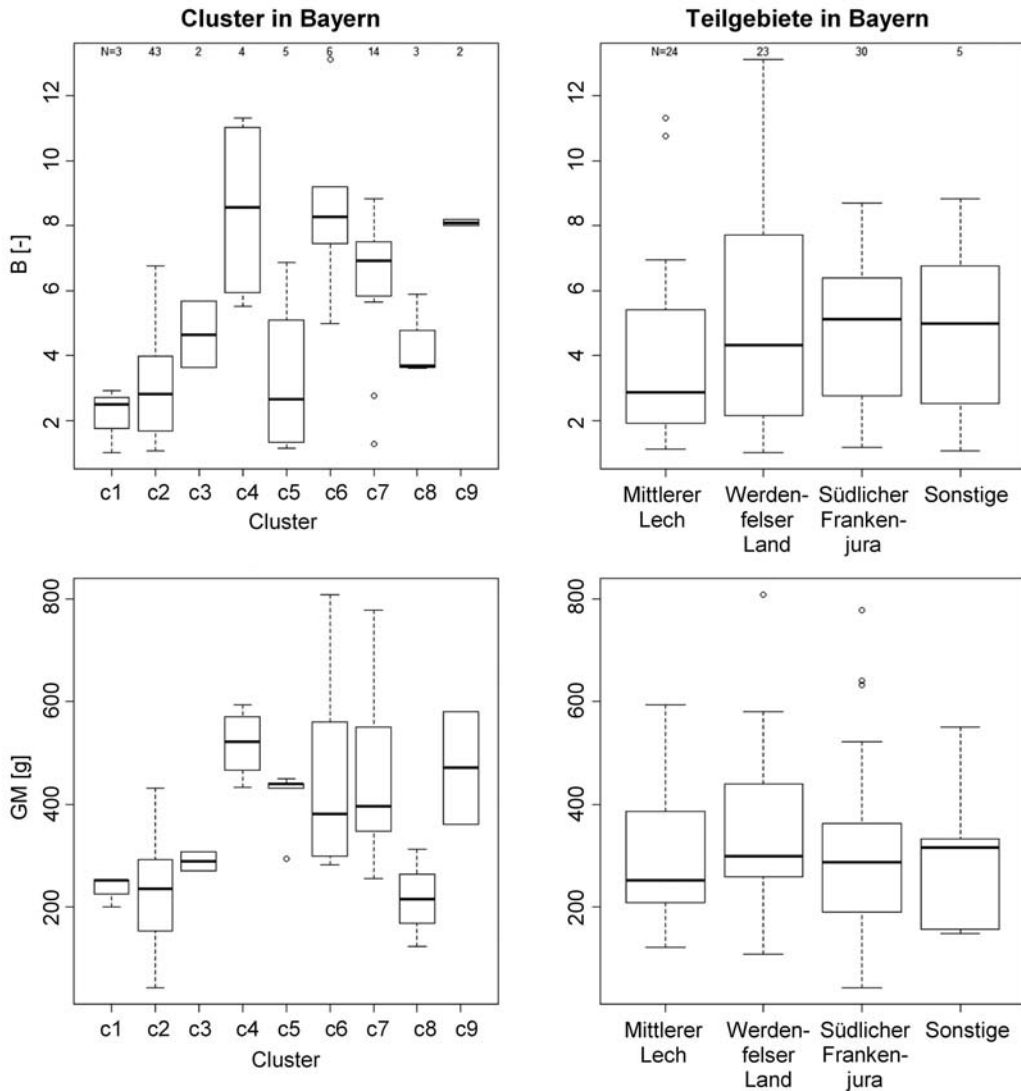 Cluster in Bayern
N=3 43 2 4 5 6 14 3 2
B [-]
12
10
8
6
4
2
c1 c2 c3 c4 c5 c6 c7 c8 c9
Cluster
Teilgebiete in Bayern
N=24 23 30 5
12
10
8
6
4
2
Mittlerer Werden- Südlicher Sonstige
Lech felser Franken-
Land jura
GM [g]
800
600
400
200
c1 c2 c3 c4 c5 c6 c7 c8 c9
Cluster
800
600
400
200
Mittlerer Werden- Südlicher Sonstige
Lech felser Franken-
Land jura